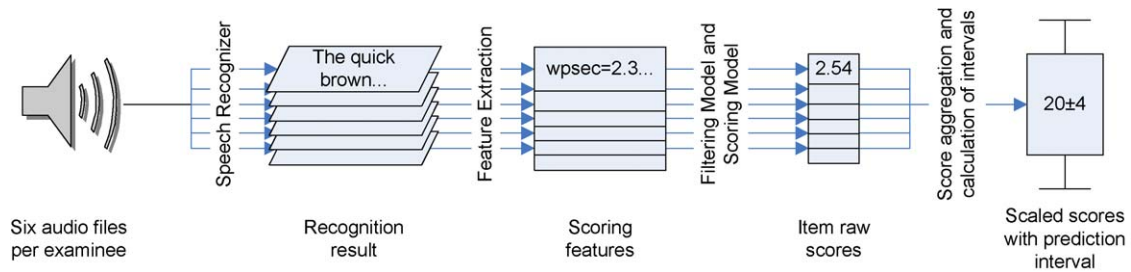 Speech Recognizer
The quick
brown...
Feature Extraction
wpsec=2.3...
Filtering Model and
Scoring Model
2.54
Score aggregation and
calculation of intervals
20±4
Six audio files
per examinee
Recognition
result
Scoring
features
Item raw
scores
Scaled scores
with prediction
interval